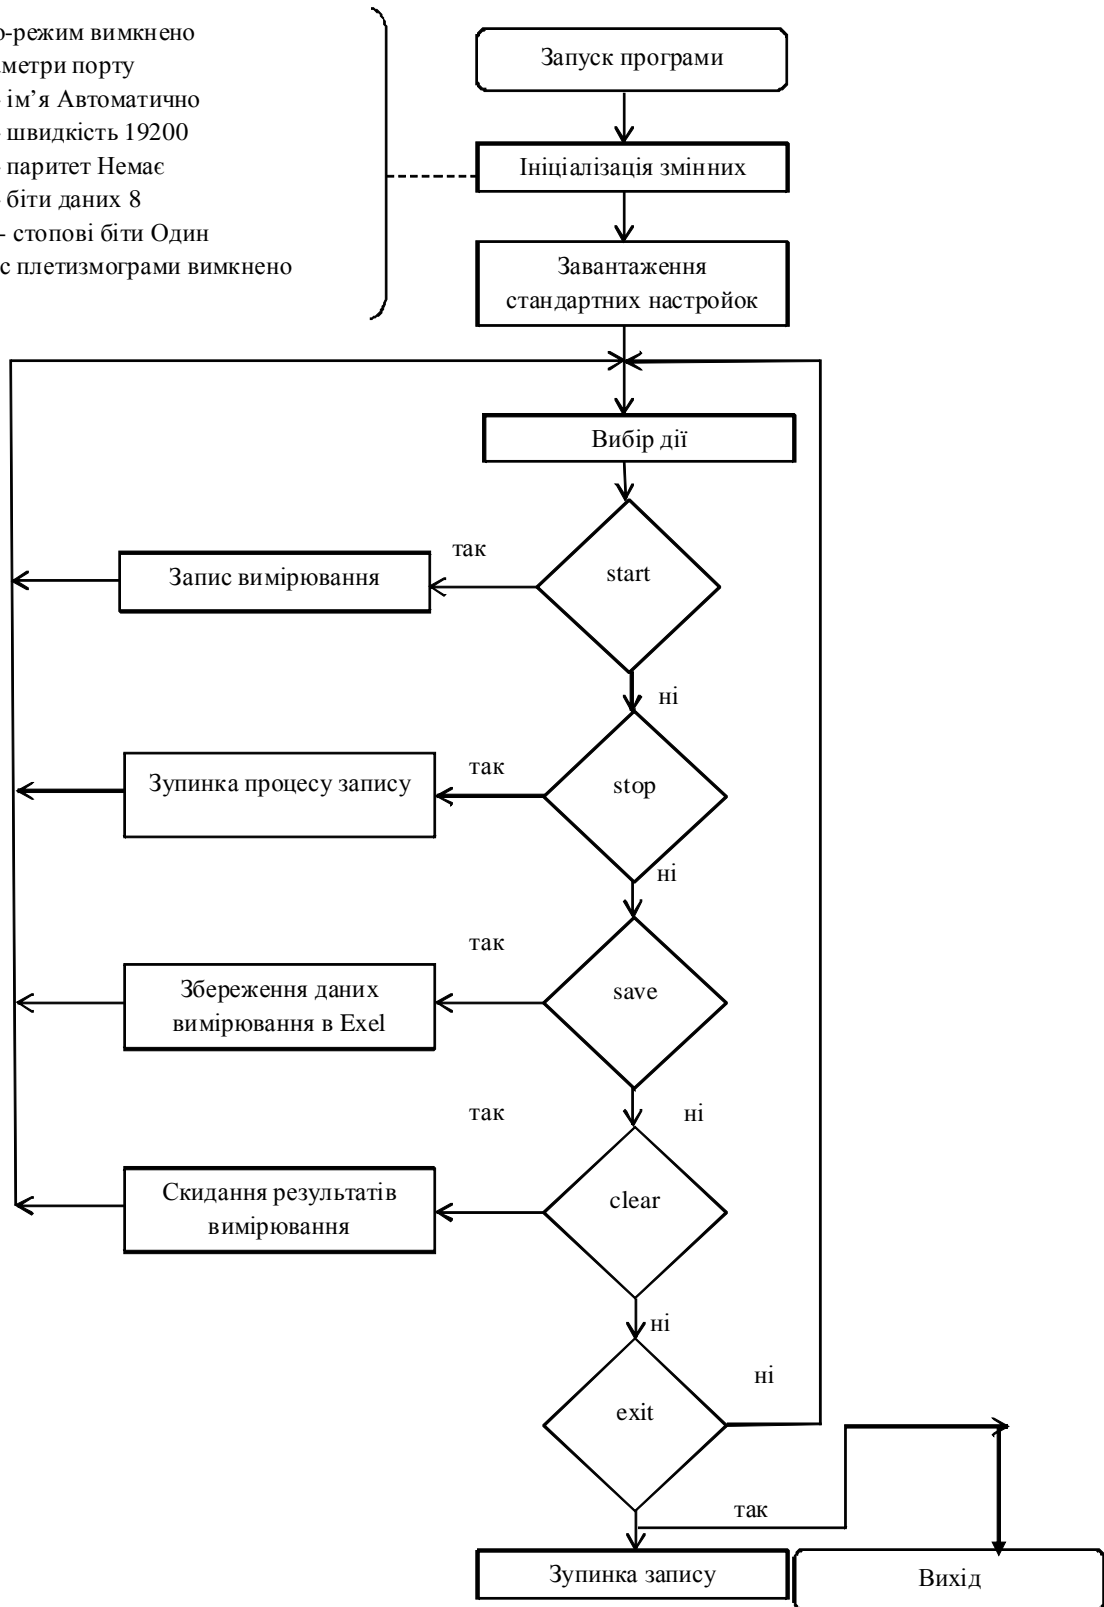 вимкнено
порту
- ім’я Автоматично
- швидкість 19200
- паритет Немає
- біти даних 8
- стопові біти Один
плетизмограми вимкнено
Запуск програми
Ініціалізація змінних
Завантаження
стандартних настройок
Вибір дії
start
так
Запис вимірювання
ні
stop
так
Зупинка процесу запису
ні
save
так
Збереження даних
вимірювання в Exel
ні
clear
так
Скидання результатів
вимірювання
ні
exit
ні
так
Зупинка запису
Вихід